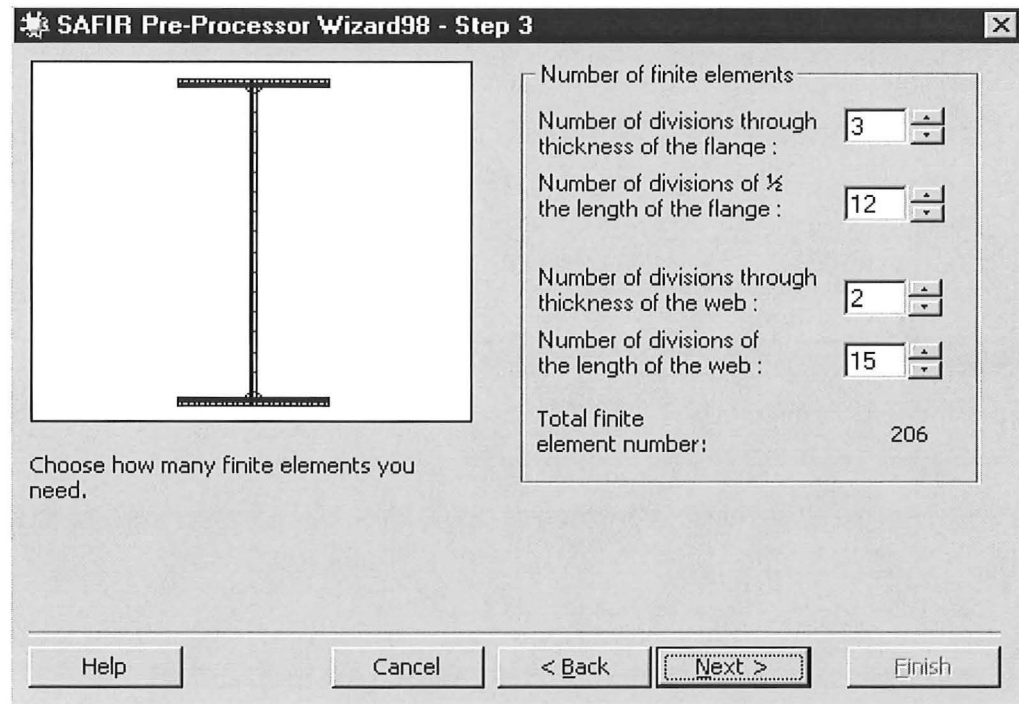 SAFIR Pre-Processor Wizard98 - Step 3
Number of finite elements
Number of divisions through
thickness of the flange :
3
Number of divisions of ½
the length of the flange :
12
Number of divisions through
thickness of the web :
2
Number of divisions of
the length of the web :
15
Total finite
element number:
206
Choose how many finite elements you
need.
Help
Cancel
< Back
Next >
Finish